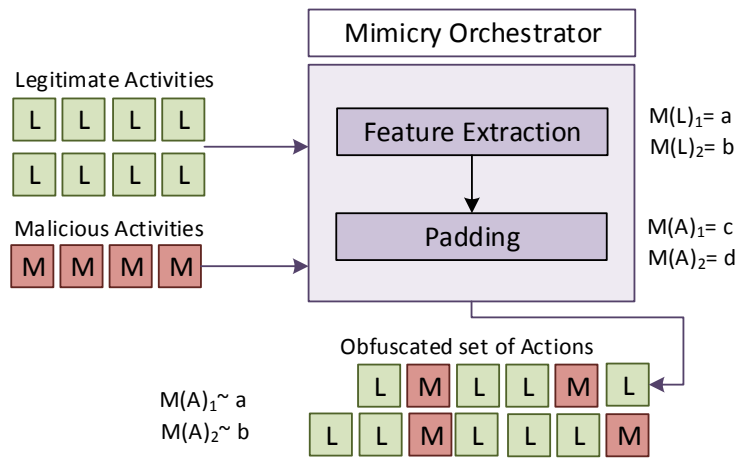 Mimicry Orchestrator
Legitimate Activities
L L L L
L L L L
Malicious Activities
M M M M
Feature Extraction
Padding
M(L)₁= a
M(L)₂= b
M(A)₁= c
M(A)₂= d
Obfuscated set of Actions
L M L L M L
L L M L L L M
M(A)₁~ a
M(A)₂~ b